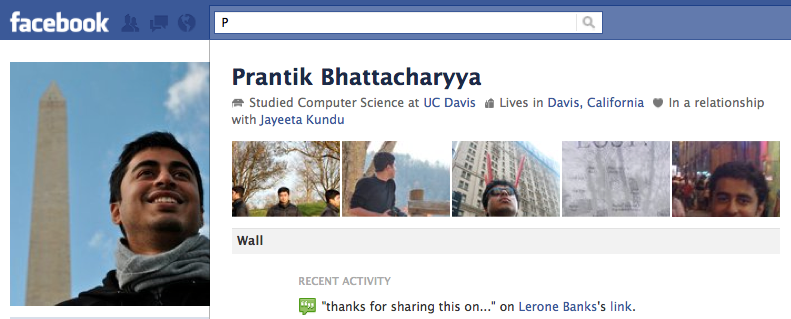 facebook
P
Prantik Bhattacharyya
Studied Computer Science at UC Davis Lives in Davis, California In a relationship
with Jayeeta Kundu
Wall
RECENT ACTIVITY
"thanks for sharing this on..." on Lerone Banks's link.